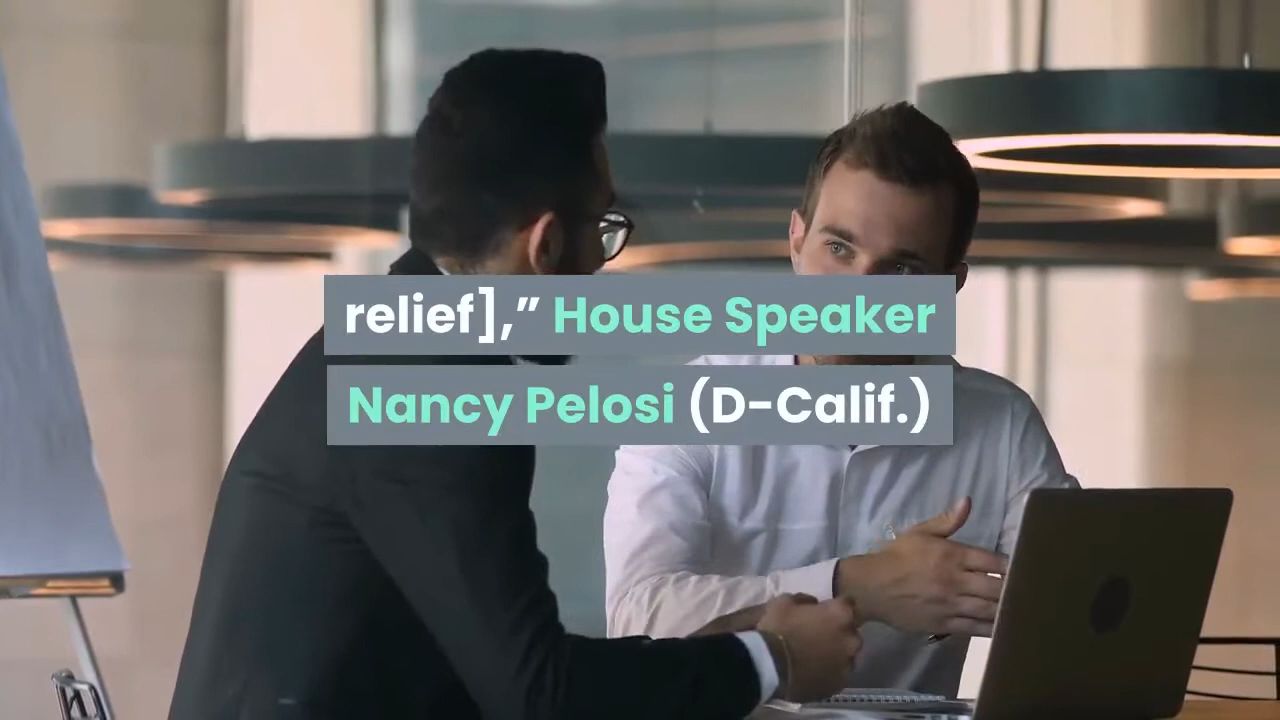 relief],” House Speaker
Nancy Pelosi (D-Calif.)